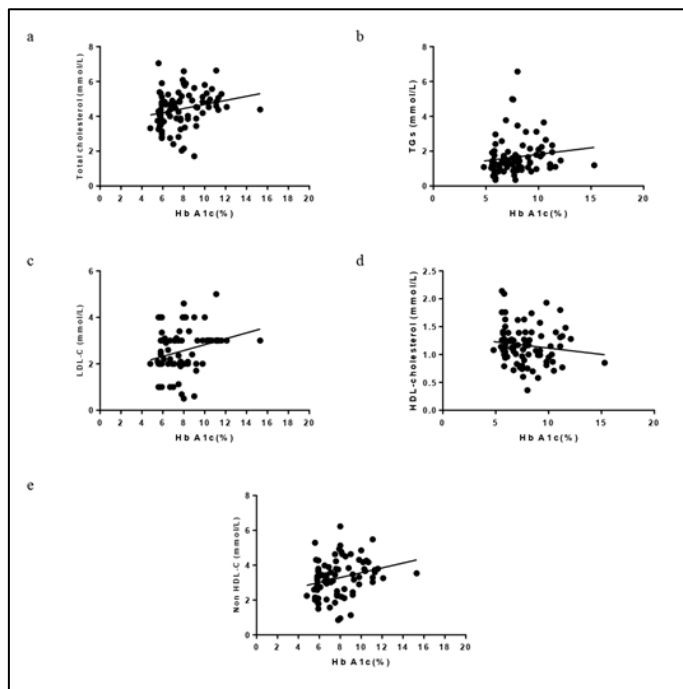 a
b
Total cholesterol (mmol/L)
8
6
4
2
0
0 2 4 6 8 10 12 14 16 18 20
Hb A1c(%)
TGs (mmol/L)
8
6
4
2
0
0 5 10 15 20
Hb A1c(%)
c
d
LDL-C (mmol/L)
6
4
2
0
0 2 4 6 8 10 12 14 16 18 20
Hb A1c(%)
HDL-cholesterol (mmol/L)
2.5
2.0
1.5
1.0
0.5
0.0
0 5 10 15 20
Hb A1c(%)
e
Non HDL-C (mmol/L)
8
6
4
2
0
0 2 4 6 8 10 12 14 16 18 20
Hb A1c(%)